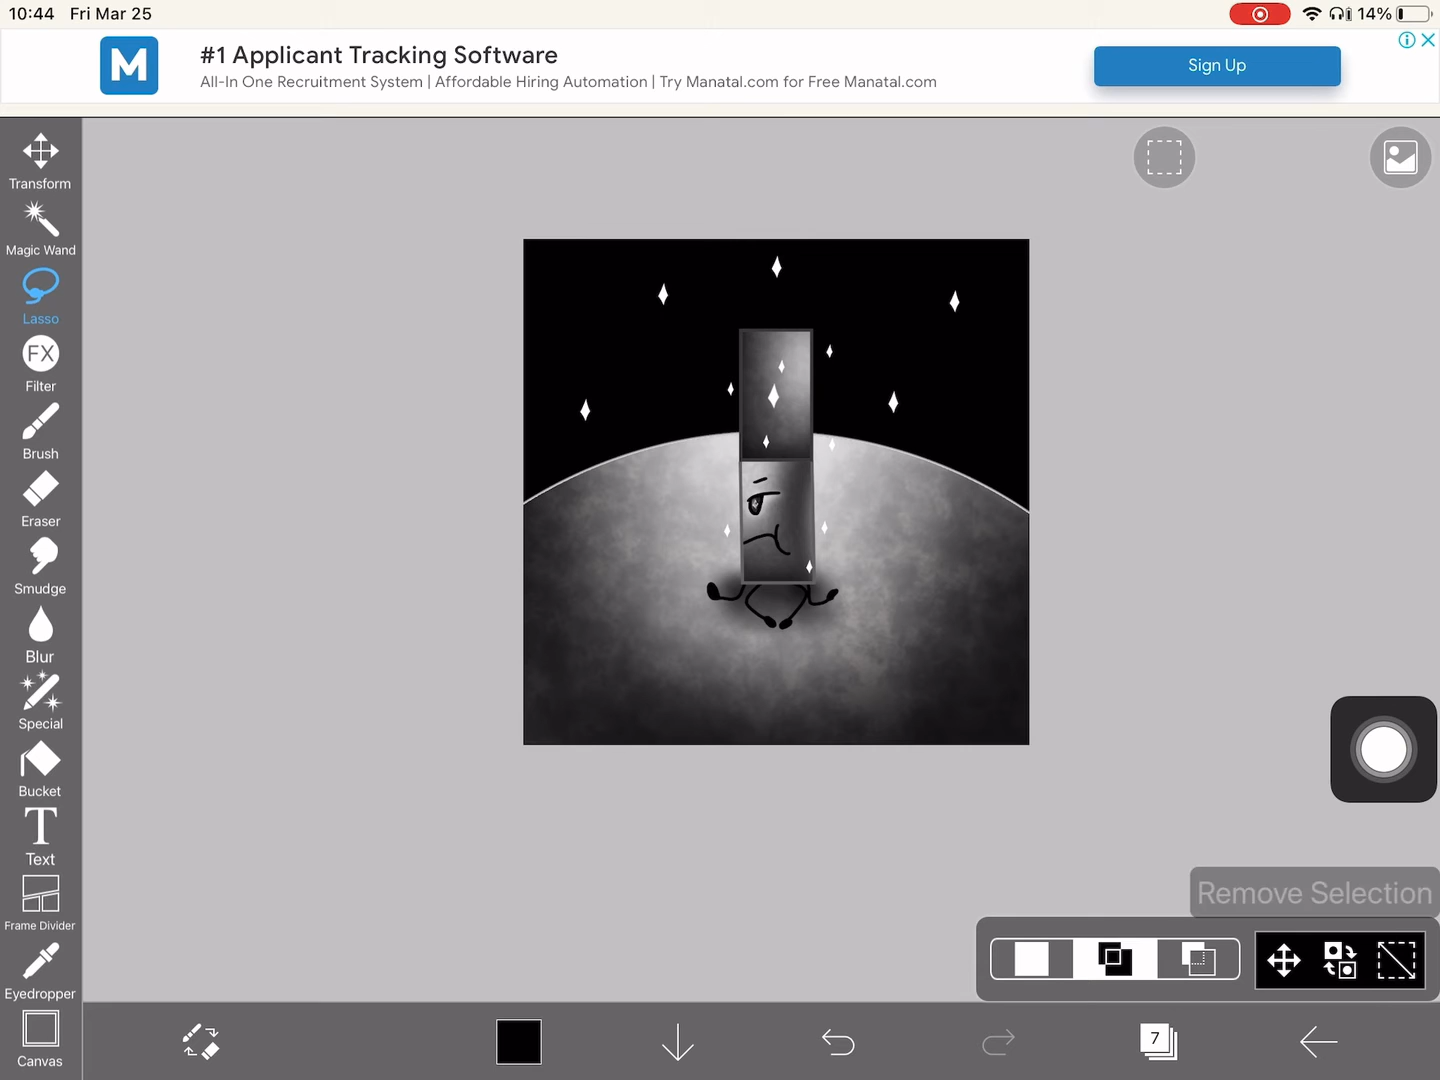 10:44 Fri Mar 25
14%
M
#1 Applicant Tracking Software
All-In One Recruitment System | Affordable Hiring Automation | Try Manatal.com for Free Manatal.com
Sign Up
Transform
Magic Wand
Lasso
FX
Filter
Brush
Eraser
Smudge
Blur
Special
Bucket
T
Text
Frame Divider
Eyedropper
Canvas
Remove Selection
7